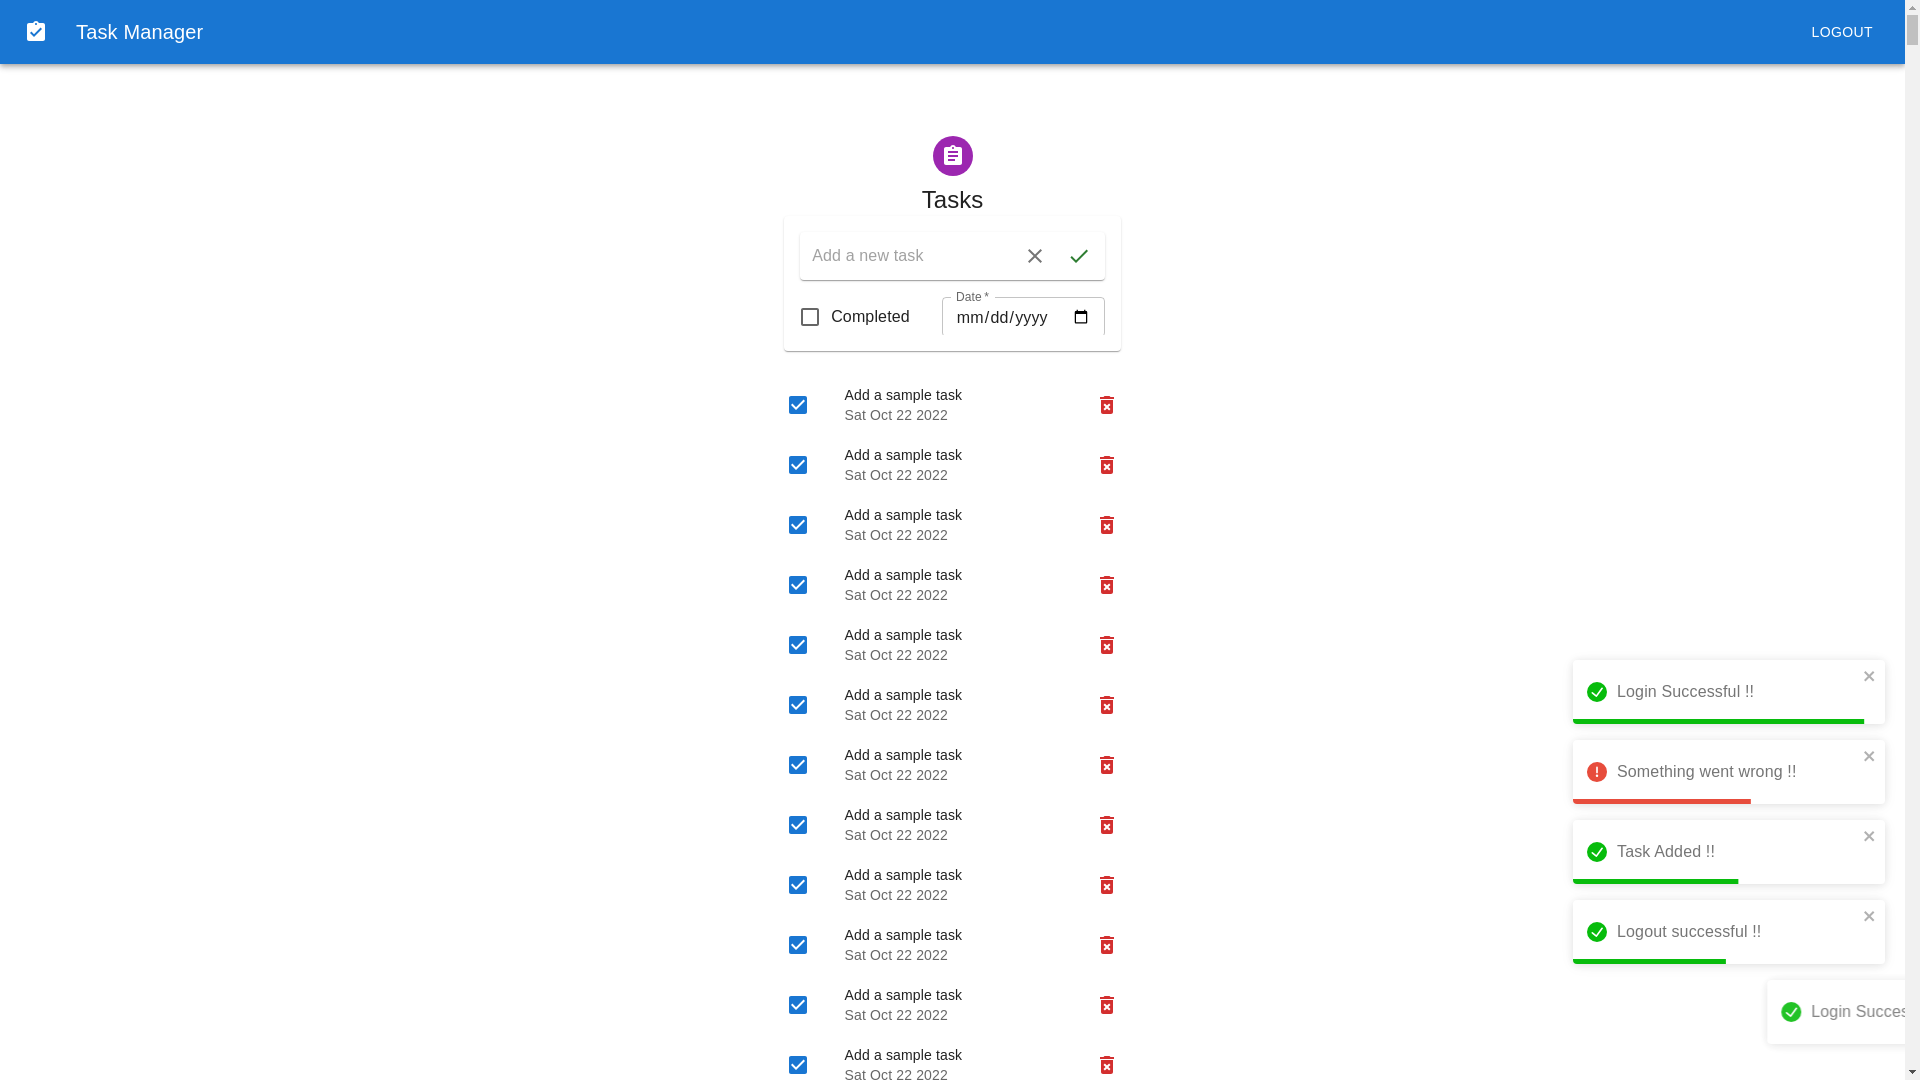 Task Manager
LOGOUT
Tasks
Add a new task
Completed
Date *
mm/dd/yyyy
Add a sample task
Sat Oct 22 2022
Add a sample task
Sat Oct 22 2022
Add a sample task
Sat Oct 22 2022
Add a sample task
Sat Oct 22 2022
Add a sample task
Sat Oct 22 2022
Add a sample task
Sat Oct 22 2022
Add a sample task
Sat Oct 22 2022
Add a sample task
Sat Oct 22 2022
Add a sample task
Sat Oct 22 2022
Add a sample task
Sat Oct 22 2022
Add a sample task
Sat Oct 22 2022
Add a sample task
Sat Oct 22 2022
Login Successful !!
Something went wrong !!
Task Added !!
Logout successful !!
Login Succes